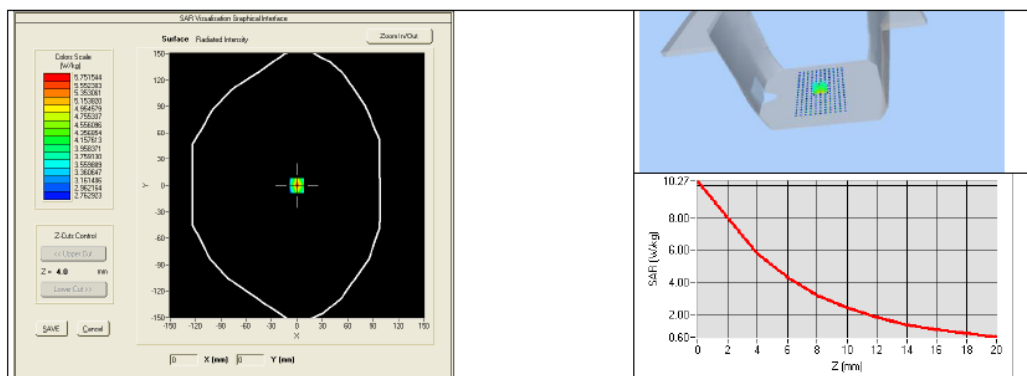 SAR Visualisation Graphical Interface
Surface Radiated Intensity
Zoom In/Out
Colors Scale
(W/kg)
5.751544
5.552303
5.353061
5.153820
4.954579
4.755337
4.556096
4.356854
4.157613
3.958371
3.759130
3.559889
3.360647
3.161406
2.962164
2.762923
Z-Cuts Control
<< Upper Cut
Z = 4.0 mm
Lower Cut >>
SAVE Cancel
150
120
90
60
30
0
-30
-60
-90
-120
-150
Y
-150 -120 -90 -60 -30 0 30 60 90 120 150
X
0 X (mm) 0 Y (mm)
10.27
8.00
6.00
4.00
2.00
0.60
SAR (W/kg)
0 2 4 6 8 10 12 14 16 18 20
Z (mm)